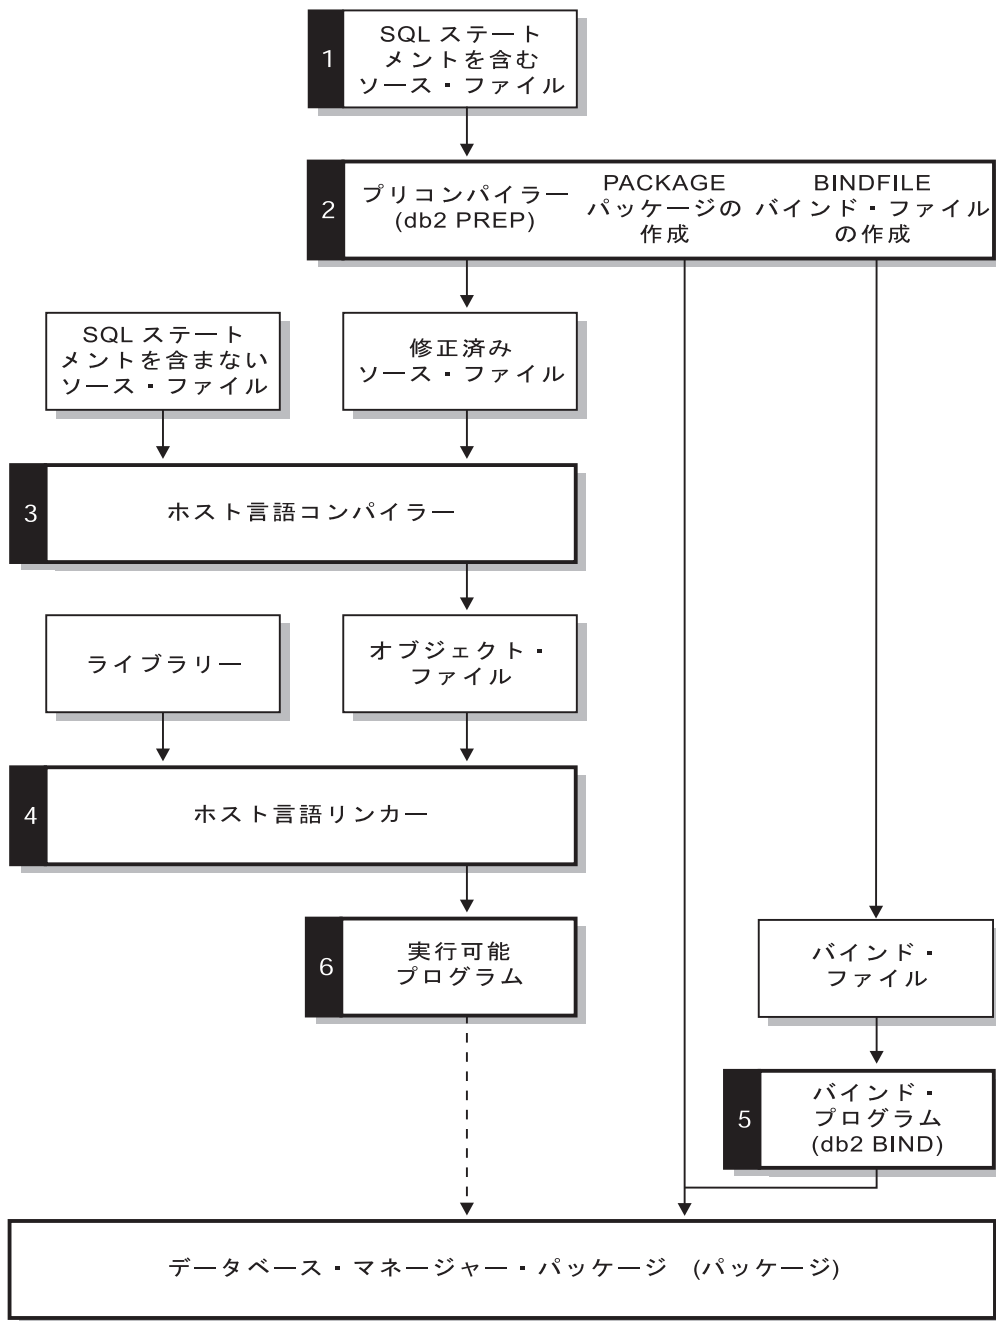 1
SQL ステート
メントを含む
ソース・ファイル
2
プリコンパイラー
(db2 PREP)
PACKAGE
パッケージの
作成
BINDFILE
バインド・ファイル
の作成
SQL ステート
メントを含まない
ソース・ファイル
修正済み
ソース・ファイル
3
ホスト言語コンパイラー
ライブラリー
オブジェクト・
ファイル
4
ホスト言語リンカー
6
実行可能
プログラム
バインド・
ファイル
5
バインド・
プログラム
(db2 BIND)
データベース・マネージャー・パッケージ (パッケージ)